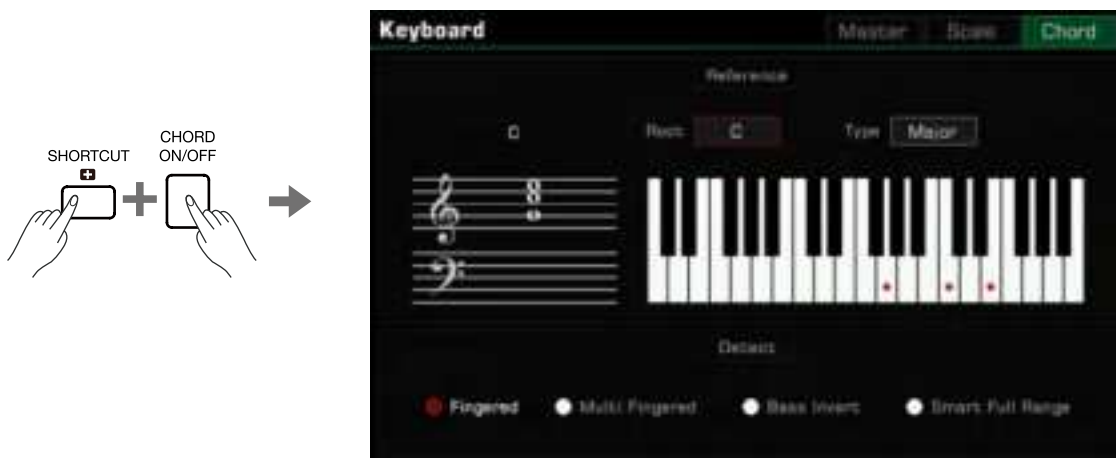 SHORTCUT
CHORD
ON/OFF
Keyboard
Master Scale Chord
Reference
C
Root C
Type Major
Detect
Fingered Multi Fingered Bass Invert Smart Full Range